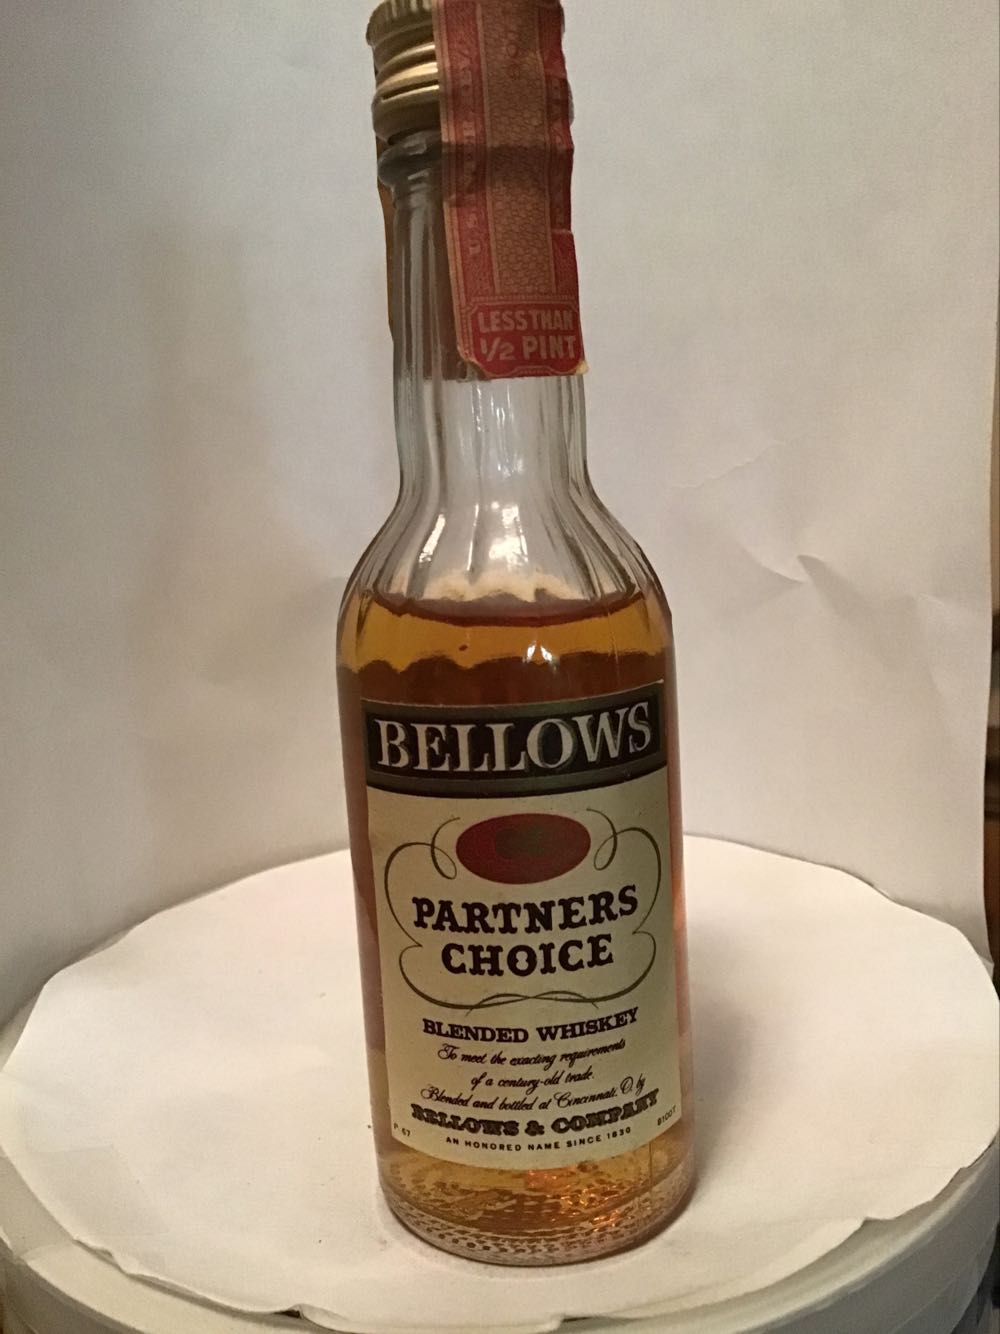 LESS THAN
1/2 PINT
BELLOWS
PARTNERS
CHOICE
BLENDED WHISKEY
To meet the exacting requirements
of a century-old trade.
Blended and bottled at Cincinnati, O. by
BELLOWS & COMPANY
P-67
AN HONORED NAME SINCE 1830